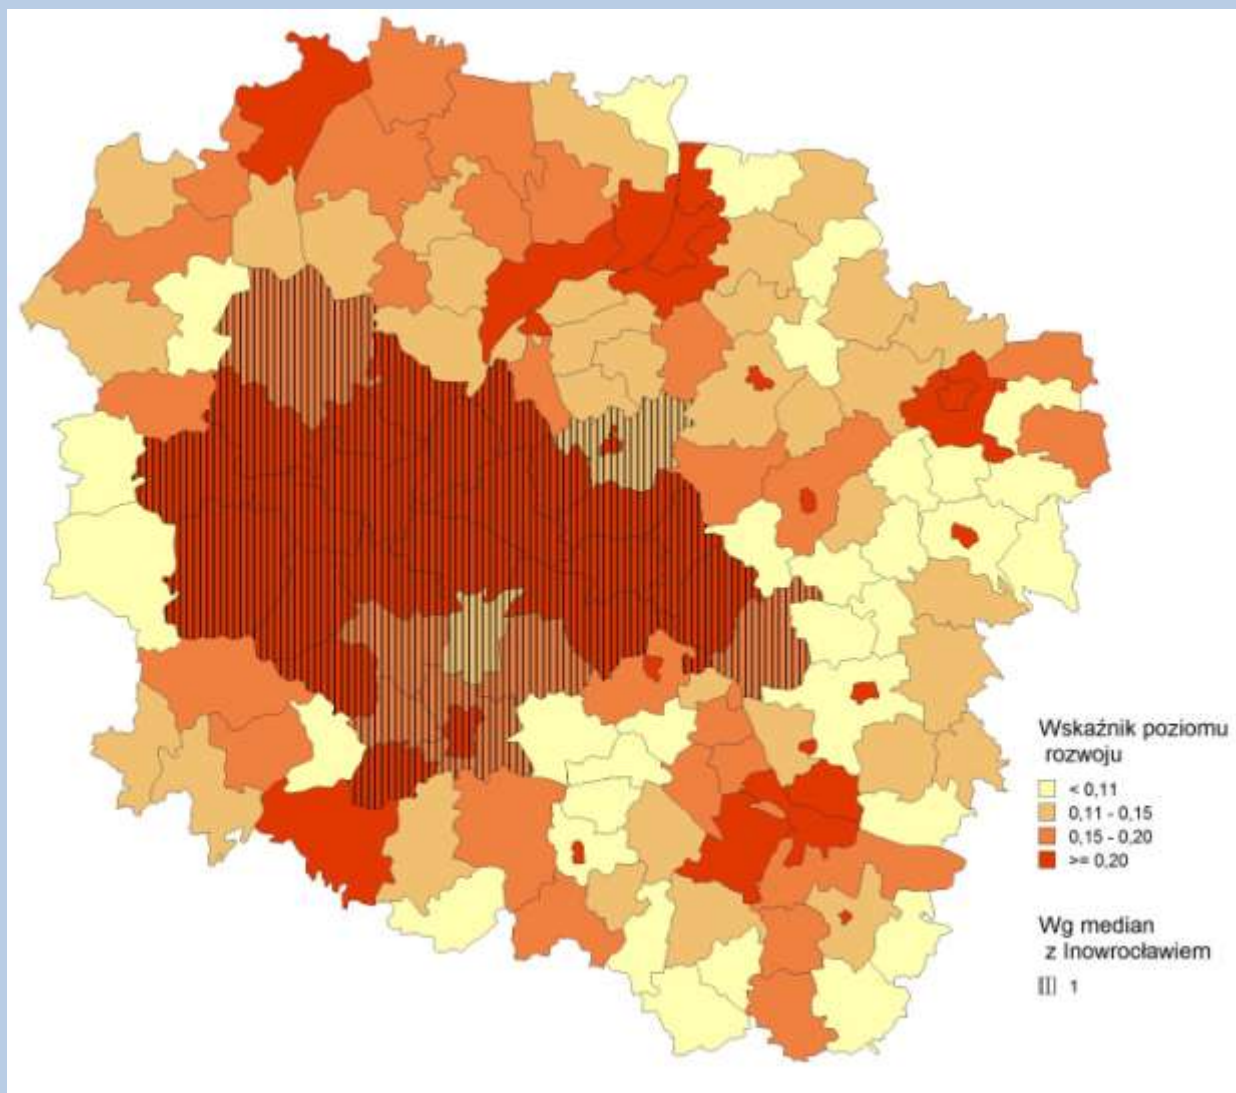 Wskaźnik poziomu
rozwoju
< 0,11
0,11 - 0,15
0,15 - 0,20
>= 0,20
Wg median
z Inowrocławiem
1